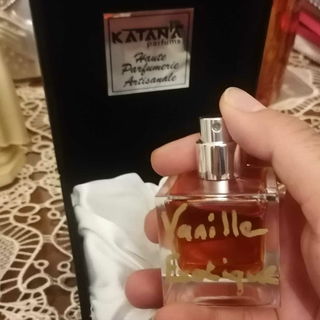 KATANA
parfums
Haute
Parfumerie
Artisanale
Vanille